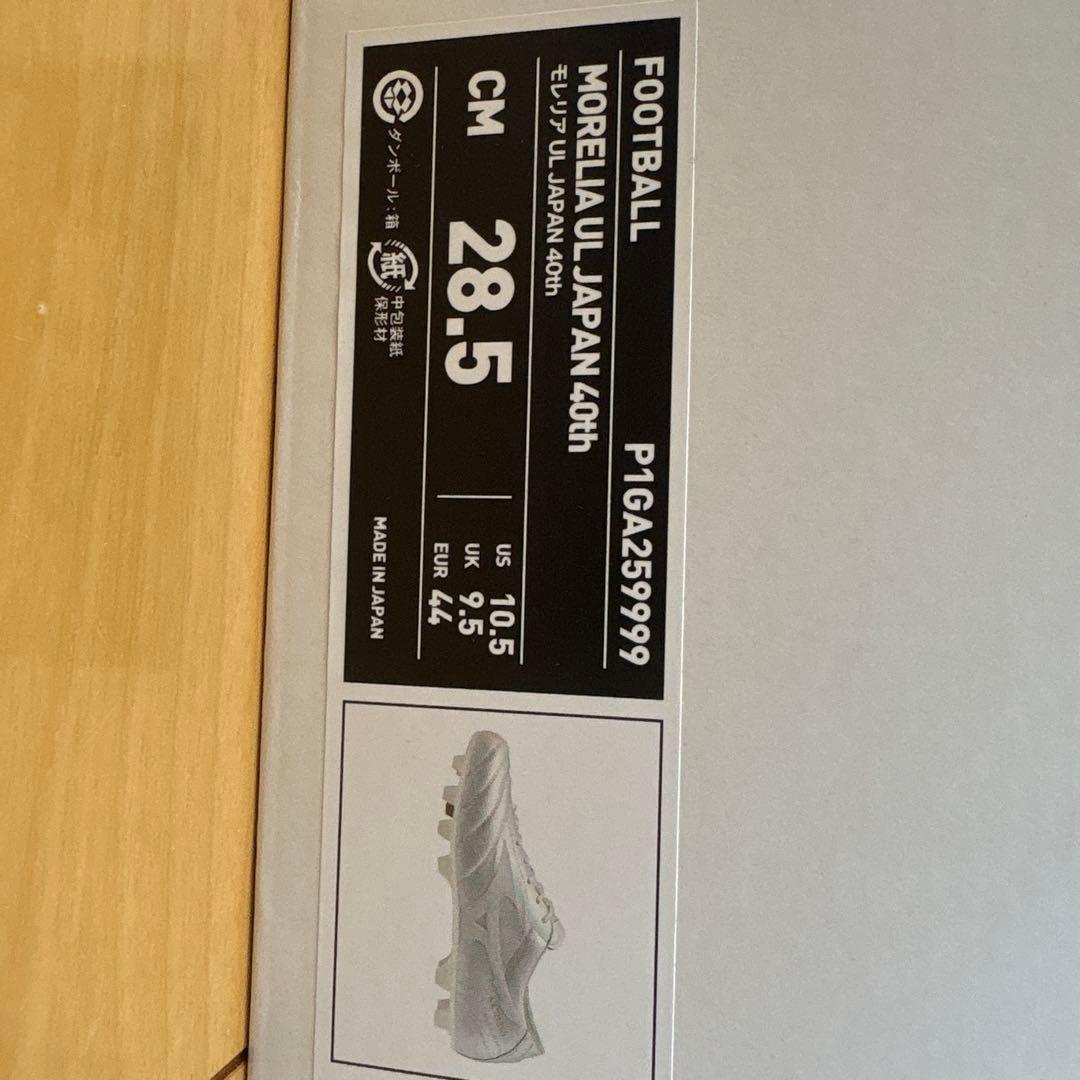 FOOTBALL P1GA259999
MORELIA UL JAPAN 40th
モレリア UL JAPAN 40th
CM 28.5
US 10.5
UK 9.5
EUR 44
ダンボール：箱
紙
中包装紙
保形材
MADE IN JAPAN